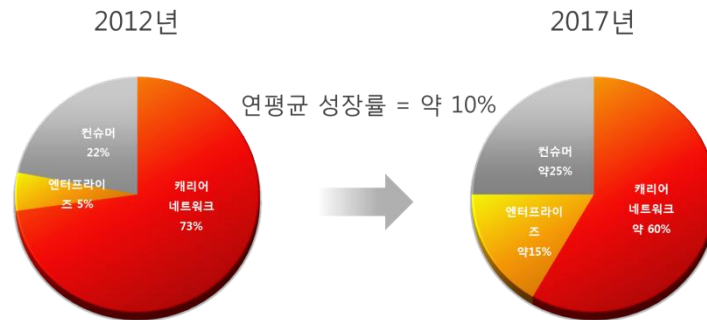 2012년
2017년
연평균 성장률 = 약 10%
컨슈머
22%
엔터프라이
즈 5%
캐리어
네트워크
73%
컨슈머
약25%
엔터프라이
즈
약15%
캐리어
네트워크
약 60%